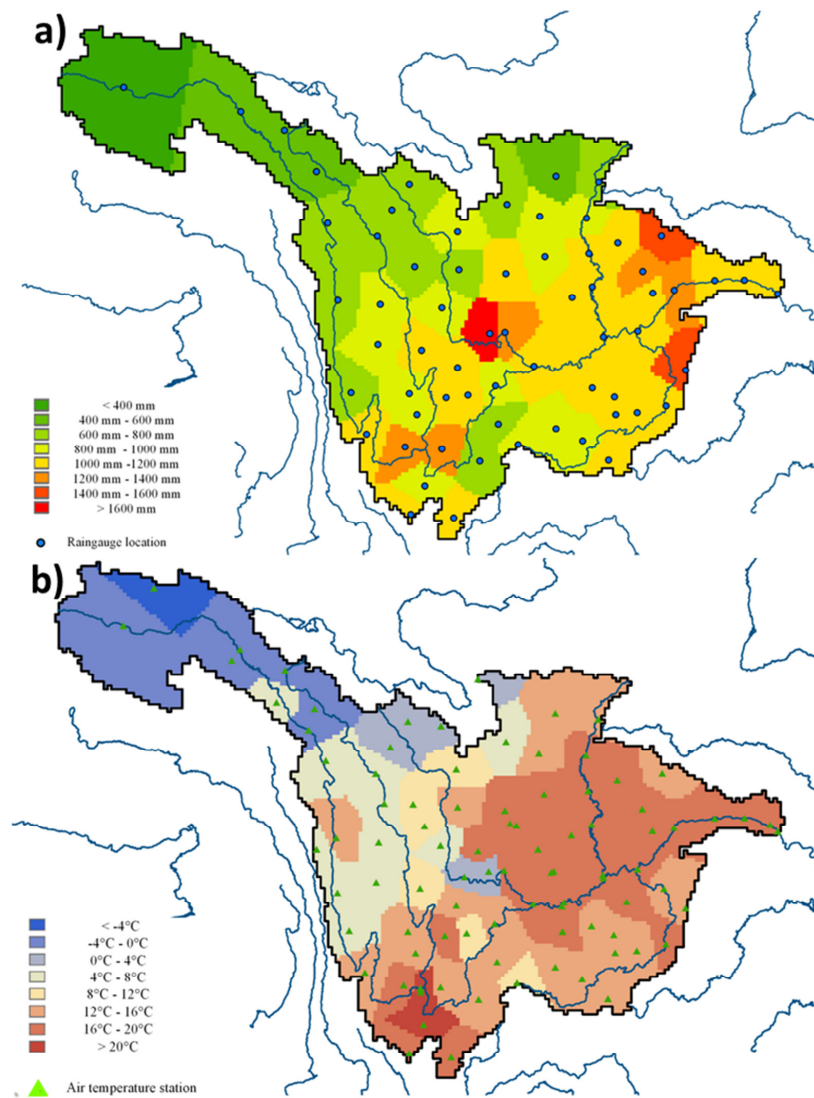 a)
< 400 mm
400 mm - 600 mm
600 mm - 800 mm
800 mm - 1000 mm
1000 mm -1200 mm
1200 mm - 1400 mm
1400 mm - 1600 mm
> 1600 mm
Raingauge location
b)
< -4°C
-4°C - 0°C
0°C - 4°C
4°C - 8°C
8°C - 12°C
12°C - 16°C
16°C - 20°C
> 20°C
Air temperature station